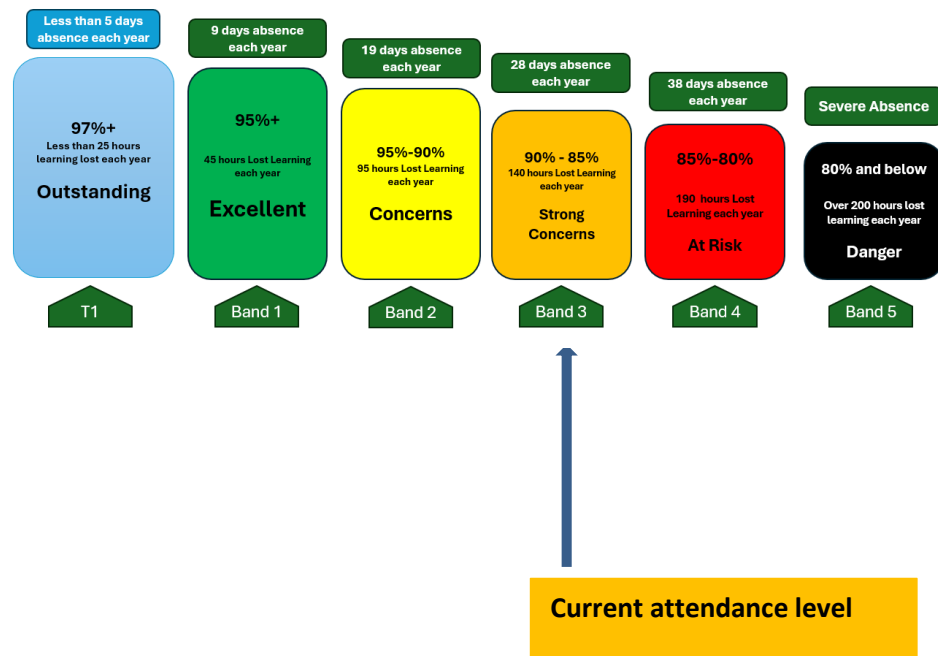 Less than 5 days
absence each year
97%+
Less than 25 hours
learning lost each year
Outstanding
T1
9 days absence
each year
95%+
45 hours Lost Learning
each year
Excellent
Band 1
19 days absence
each year
95%-90%
95 hours Lost Learning
each year
Concerns
Band 2
28 days absence
each year
90% - 85%
140 hours Lost Learning
each year
Strong
Concerns
Band 3
38 days absence
each year
85%-80%
190 hours Lost
Learning each year
At Risk
Band 4
Severe Absence
80% and below
Over 200 hours lost
learning each year
Danger
Band 5
Current attendance level